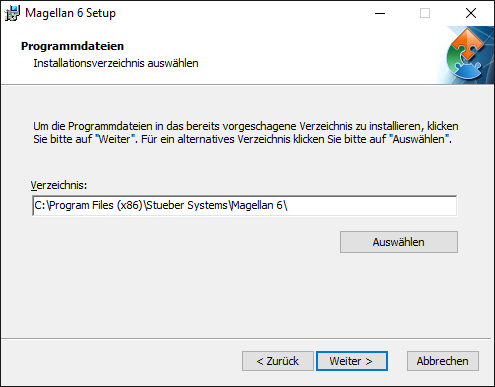 Magellan 6 Setup
Programmdateien
Installationsverzeichnis auswählen
Um die Programmdateien in das bereits vorgeschagene Verzeichnis zu installieren, klicken
Sie bitte auf "Weiter". Für ein alternatives Verzeichnis klicken Sie bitte auf "Auswählen".
Verzeichnis:
C:\Program Files (x86)\Stueber Systems\Magellan 6\
Auswählen
< Zurück Weiter > Abbrechen